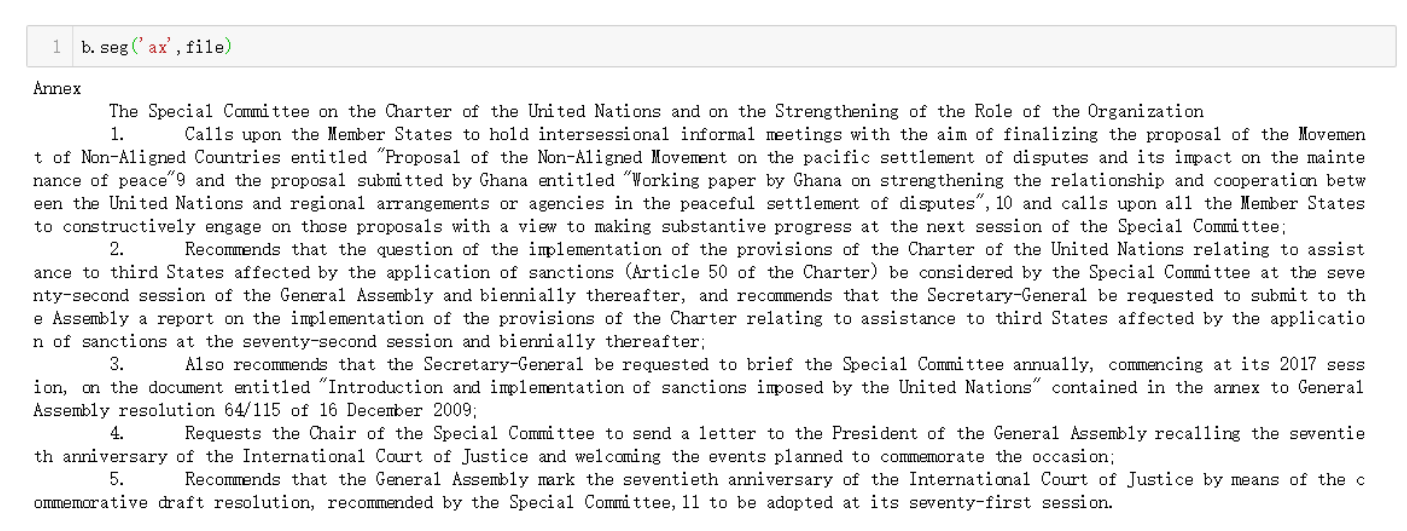 1 b.seg('ax',file)
Annex
The Special Committee on the Charter of the United Nations and on the Strengthening of the Role of the Organization
1. Calls upon the Member States to hold intersessional informal meetings with the aim of finalizing the proposal of the Movemen
t of Non-Aligned Countries entitled "Proposal of the Non-Aligned Movement on the pacific settlement of disputes and its impact on the mainte
nance of peace"9 and the proposal submitted by Ghana entitled "Working paper by Ghana on strengthening the relationship and cooperation betw
een the United Nations and regional arrangements or agencies in the peaceful settlement of disputes",10 and calls upon all the Member States
to constructively engage on those proposals with a view to making substantive progress at the next session of the Special Committee;
2. Recommends that the question of the implementation of the provisions of the Charter of the United Nations relating to assist
ance to third States affected by the application of sanctions (Article 50 of the Charter) be considered by the Special Committee at the seve
nty-second session of the General Assembly and biennially thereafter, and recommends that the Secretary-General be requested to submit to th
e Assembly a report on the implementation of the provisions of the Charter relating to assistance to third States affected by the applicatio
n of sanctions at the seventy-second session and biennially thereafter;
3. Also recommends that the Secretary-General be requested to brief the Special Committee annually, commencing at its 2017 sess
ion, on the document entitled "Introduction and implementation of sanctions imposed by the United Nations" contained in the annex to General
Assembly resolution 64/115 of 16 December 2009;
4. Requests the Chair of the Special Committee to send a letter to the President of the General Assembly recalling the seventie
th anniversary of the International Court of Justice and welcoming the events planned to commemorate the occasion;
5. Recommends that the General Assembly mark the seventieth anniversary of the International Court of Justice by means of the c
ommemorative draft resolution, recommended by the Special Committee,11 to be adopted at its seventy-first session.